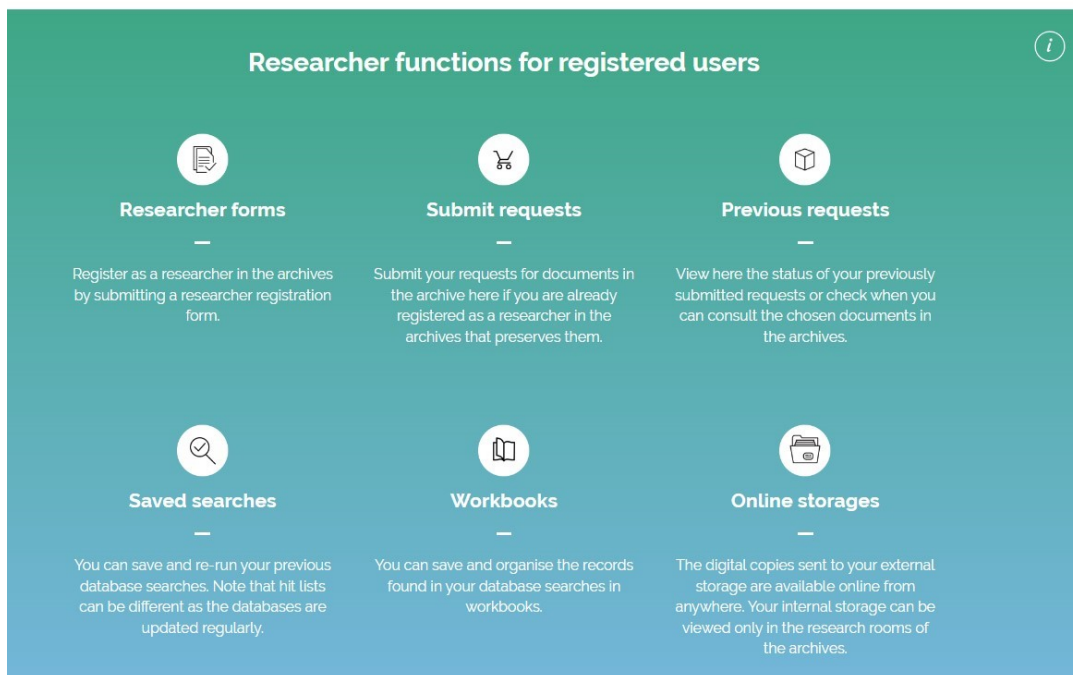 Researcher functions for registered users
i
Researcher forms
Register as a researcher in the archives
by submitting a researcher registration
form.
Submit requests
Submit your requests for documents in
the archive here if you are already
registered as a researcher in the
archives that preserves them.
Previous requests
View here the status of your previously
submitted requests or check when you
can consult the chosen documents in
the archives.
Saved searches
You can save and re-run your previous
database searches. Note that hit lists
can be different as the databases are
updated regularly.
Workbooks
You can save and organise the records
found in your database searches in
workbooks.
Online storages
The digital copies sent to your external
storage are available online from
anywhere. Your internal storage can be
viewed only in the research rooms of
the archives.